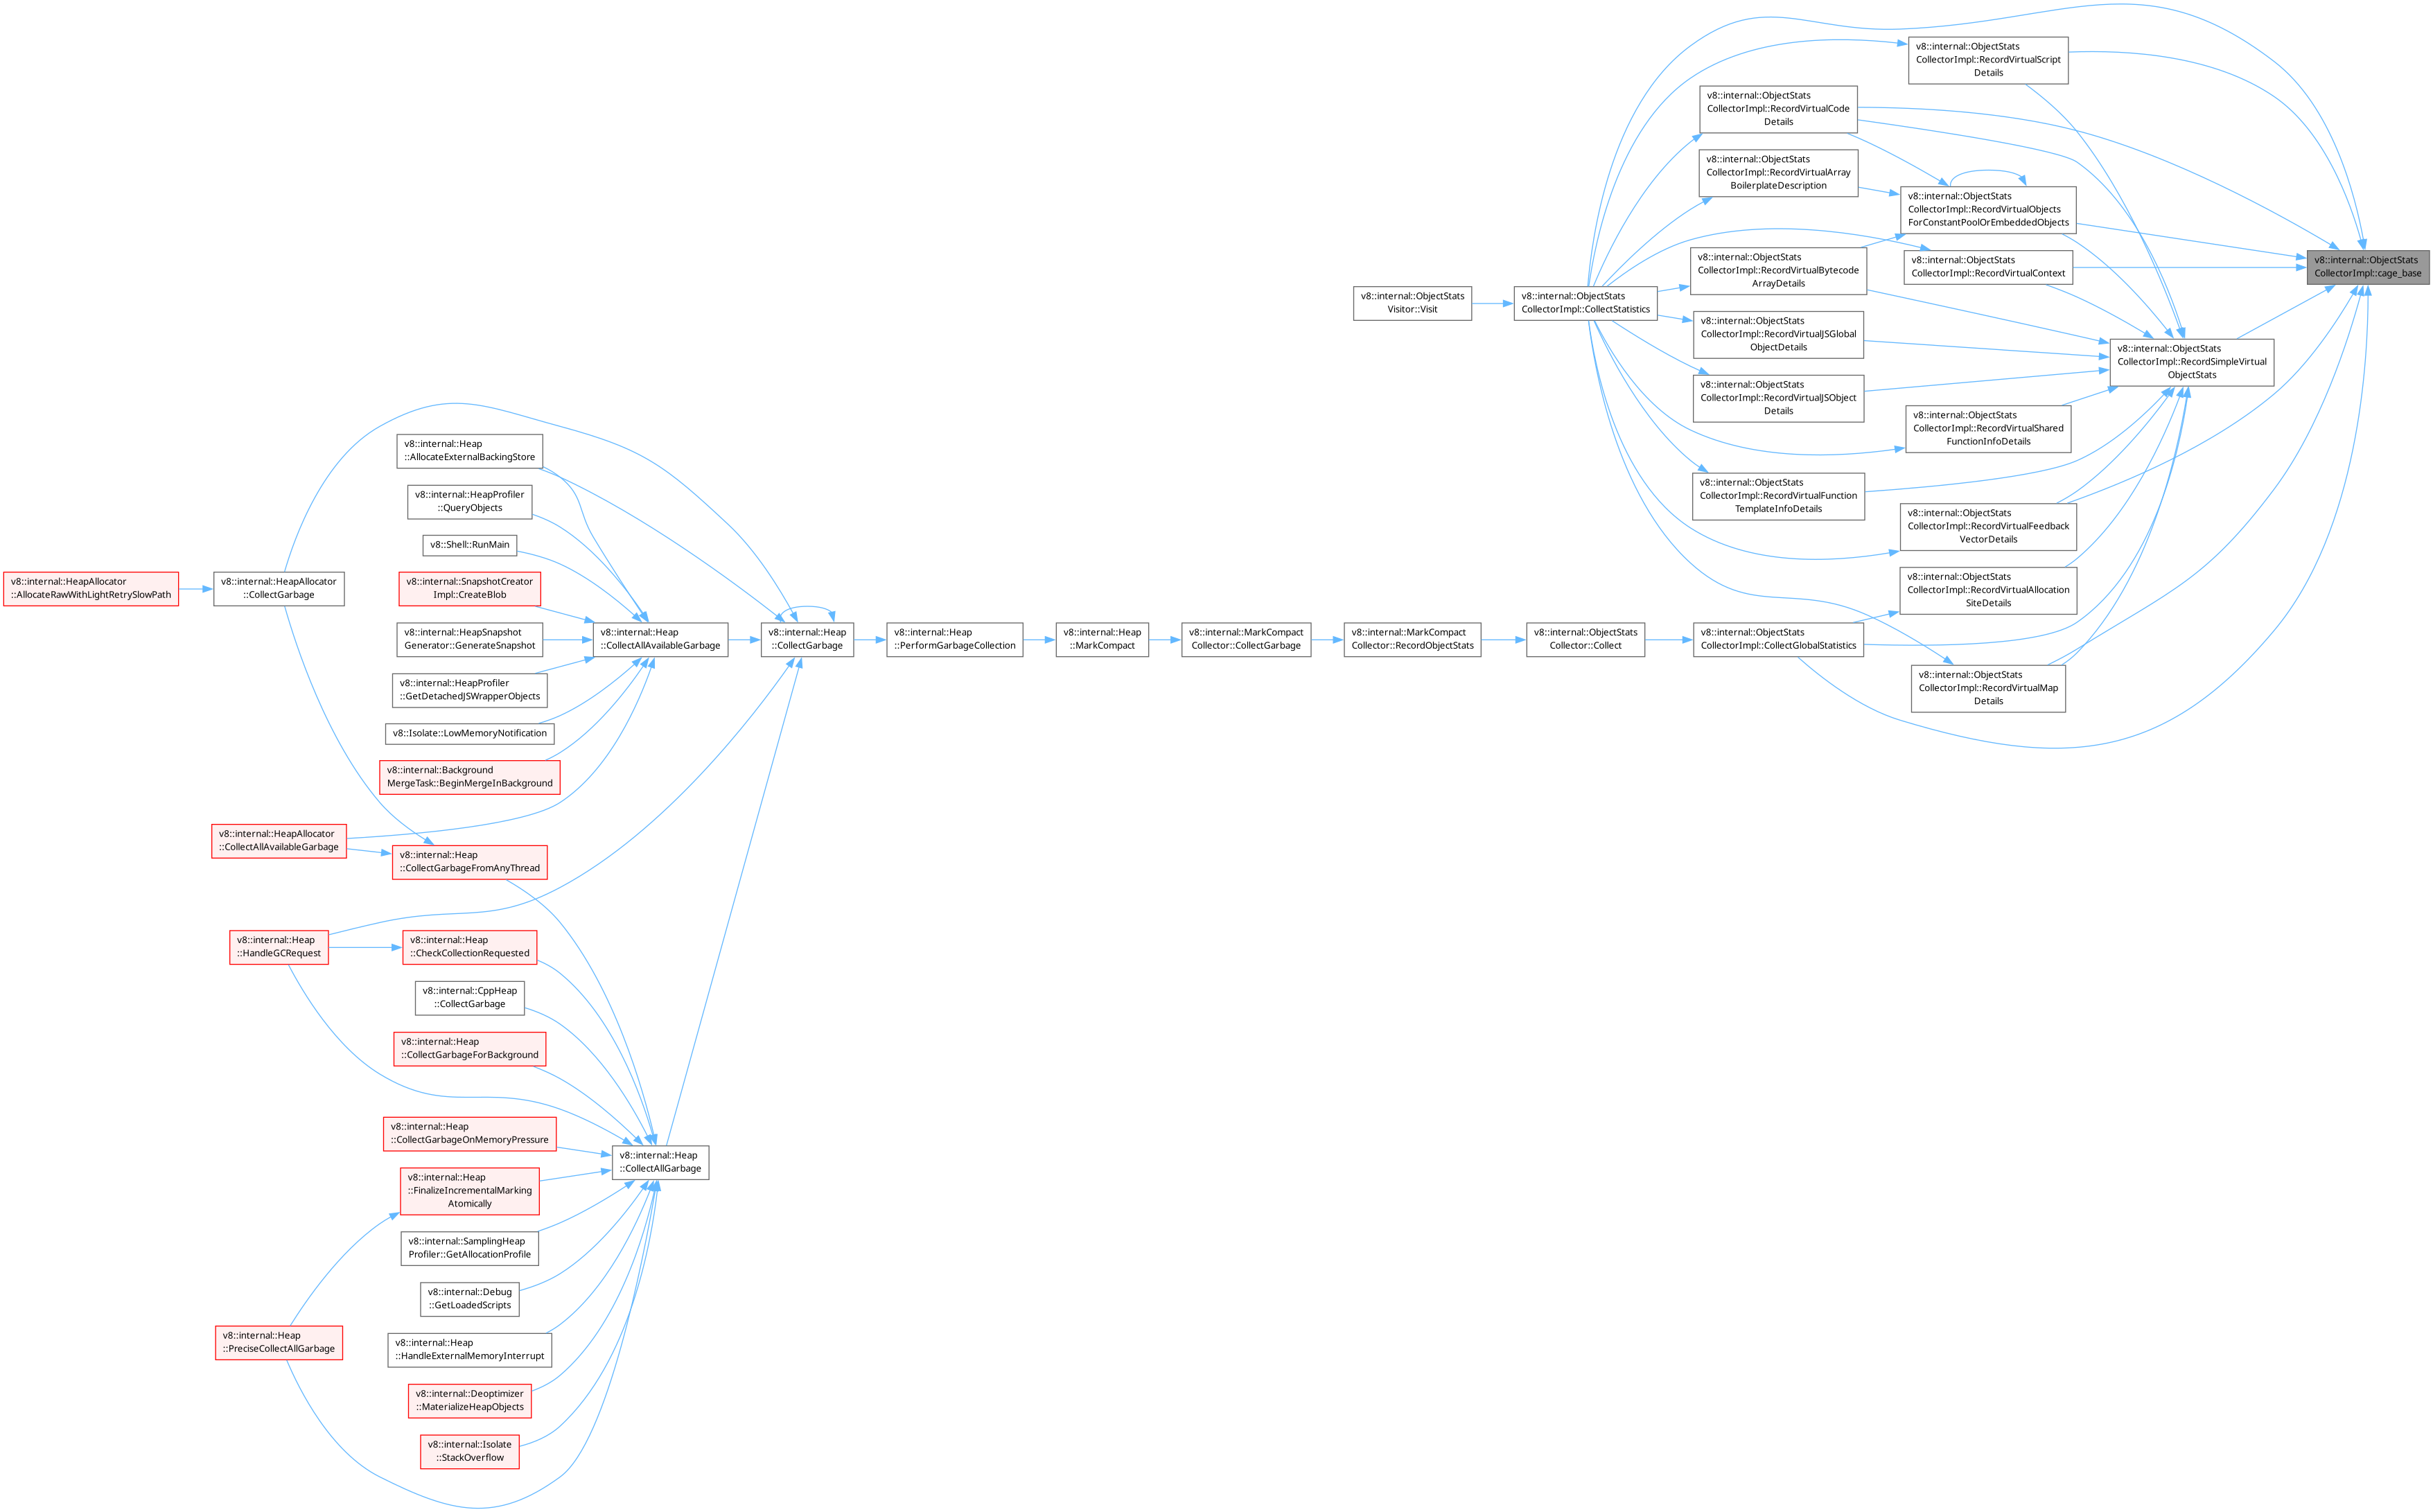 v8::internal::ObjectStats
CollectorImpl::RecordVirtualScript
Details
v8::internal::ObjectStats
CollectorImpl::RecordVirtualCode
Details
v8::internal::ObjectStats
CollectorImpl::RecordVirtualArray
BoilerplateDescription
v8::internal::ObjectStats
CollectorImpl::RecordVirtualObjects
ForConstantPoolOrEmbeddedObjects
v8::internal::ObjectStats
CollectorImpl::RecordVirtualBytecode
ArrayDetails
v8::internal::ObjectStats
CollectorImpl::RecordVirtualContext
v8::internal::ObjectStats
CollectorImpl::cage_base
v8::internal::ObjectStats
Visitor::Visit
v8::internal::ObjectStats
CollectorImpl::CollectStatistics
v8::internal::ObjectStats
CollectorImpl::RecordVirtualJSGlobal
ObjectDetails
v8::internal::ObjectStats
CollectorImpl::RecordSimpleVirtual
ObjectStats
v8::internal::ObjectStats
CollectorImpl::RecordVirtualJSObject
Details
v8::internal::ObjectStats
CollectorImpl::RecordVirtualShared
FunctionInfoDetails
v8::internal::Heap
::AllocateExternalBackingStore
v8::internal::ObjectStats
CollectorImpl::RecordVirtualFunction
TemplateInfoDetails
v8::internal::HeapProfiler
::QueryObjects
v8::internal::ObjectStats
CollectorImpl::RecordVirtualFeedback
VectorDetails
v8::Shell::RunMain
v8::internal::HeapAllocator
::AllocateRawWithLightRetrySlowPath
v8::internal::HeapAllocator
::CollectGarbage
v8::internal::SnapshotCreator
Impl::CreateBlob
v8::internal::ObjectStats
CollectorImpl::RecordVirtualAllocation
SiteDetails
v8::internal::HeapSnapshot
Generator::GenerateSnapshot
v8::internal::Heap
::CollectAllAvailableGarbage
v8::internal::Heap
::CollectGarbage
v8::internal::Heap
::PerformGarbageCollection
v8::internal::Heap
::MarkCompact
v8::internal::MarkCompact
Collector::CollectGarbage
v8::internal::MarkCompact
Collector::RecordObjectStats
v8::internal::ObjectStats
Collector::Collect
v8::internal::ObjectStats
CollectorImpl::CollectGlobalStatistics
v8::internal::ObjectStats
CollectorImpl::RecordVirtualMap
Details
v8::internal::HeapProfiler
::GetDetachedJSWrapperObjects
v8::Isolate::LowMemoryNotification
v8::internal::Background
MergeTask::BeginMergeInBackground
v8::internal::HeapAllocator
::CollectAllAvailableGarbage
v8::internal::Heap
::CollectGarbageFromAnyThread
v8::internal::Heap
::HandleGCRequest
v8::internal::Heap
::CheckCollectionRequested
v8::internal::CppHeap
::CollectGarbage
v8::internal::Heap
::CollectGarbageForBackground
v8::internal::Heap
::CollectGarbageOnMemoryPressure
v8::internal::Heap
::CollectAllGarbage
v8::internal::Heap
::FinalizeIncrementalMarking
Atomically
v8::internal::SamplingHeap
Profiler::GetAllocationProfile
v8::internal::Debug
::GetLoadedScripts
v8::internal::Heap
::PreciseCollectAllGarbage
v8::internal::Heap
::HandleExternalMemoryInterrupt
v8::internal::Deoptimizer
::MaterializeHeapObjects
v8::internal::Isolate
::StackOverflow